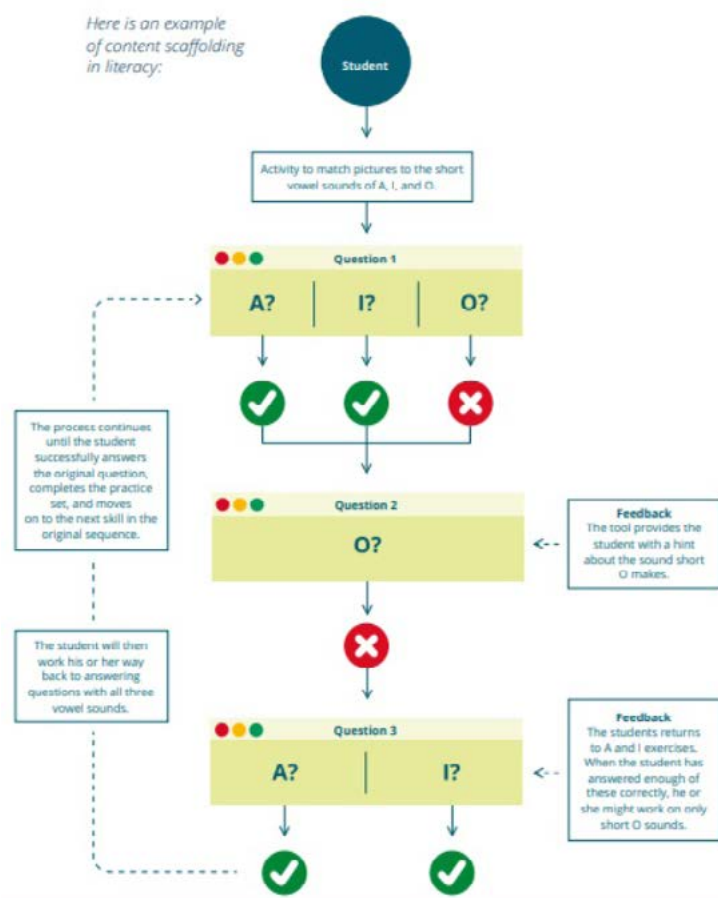 Here is an example
of content scaffolding
in literacy:
Student
Activity to match pictures to the short
vowel sounds of A, I, and O.
Question 1
A?
I?
O?
The process continues
until the student
successfully answers
the original question,
completes the practice
set, and moves
on to the next skill in the
original sequence.
Question 2
O?
Feedback
The tool provides the
student with a hint
about the sound short
O makes.
The student will then
work his or her way
back to answering
questions with all three
vowel sounds.
Question 3
A?
I?
Feedback
The students returns
to A and I exercises.
When the student has
answered enough of
these correctly, he or
she might work on only
short O sounds.